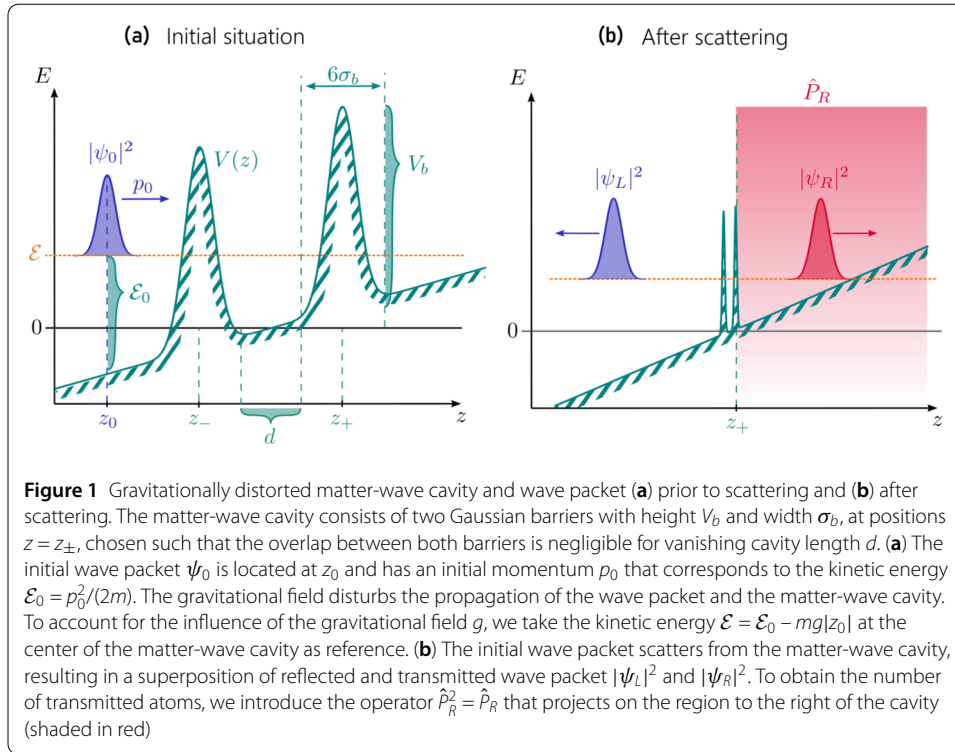 (a) Initial situation
(b) After scattering
E
6σ_b
|ψ_0|^2
V(z)
p_0
V_b
ℰ
ℰ_0
0
z_0
z_−
d
z_+
z
E
P̂_R
|ψ_L|^2
|ψ_R|^2
0
z_+
z
Figure 1 Gravitationally distorted matter-wave cavity and wave packet (a) prior to scattering and (b) after
scattering. The matter-wave cavity consists of two Gaussian barriers with height V_b and width σ_b, at positions
z = z_±, chosen such that the overlap between both barriers is negligible for vanishing cavity length d. (a) The
initial wave packet ψ_0 is located at z_0 and has an initial momentum p_0 that corresponds to the kinetic energy
ℰ_0 = p_0^2/(2m). The gravitational field disturbs the propagation of the wave packet and the matter-wave cavity.
To account for the influence of the gravitational field g, we take the kinetic energy ℰ = ℰ_0 – mg|z_0| at the
center of the matter-wave cavity as reference. (b) The initial wave packet scatters from the matter-wave cavity,
resulting in a superposition of reflected and transmitted wave packet |ψ_L|^2 and |ψ_R|^2. To obtain the number
of transmitted atoms, we introduce the operator P̂_R^2 = P̂_R that projects on the region to the right of the cavity
(shaded in red)